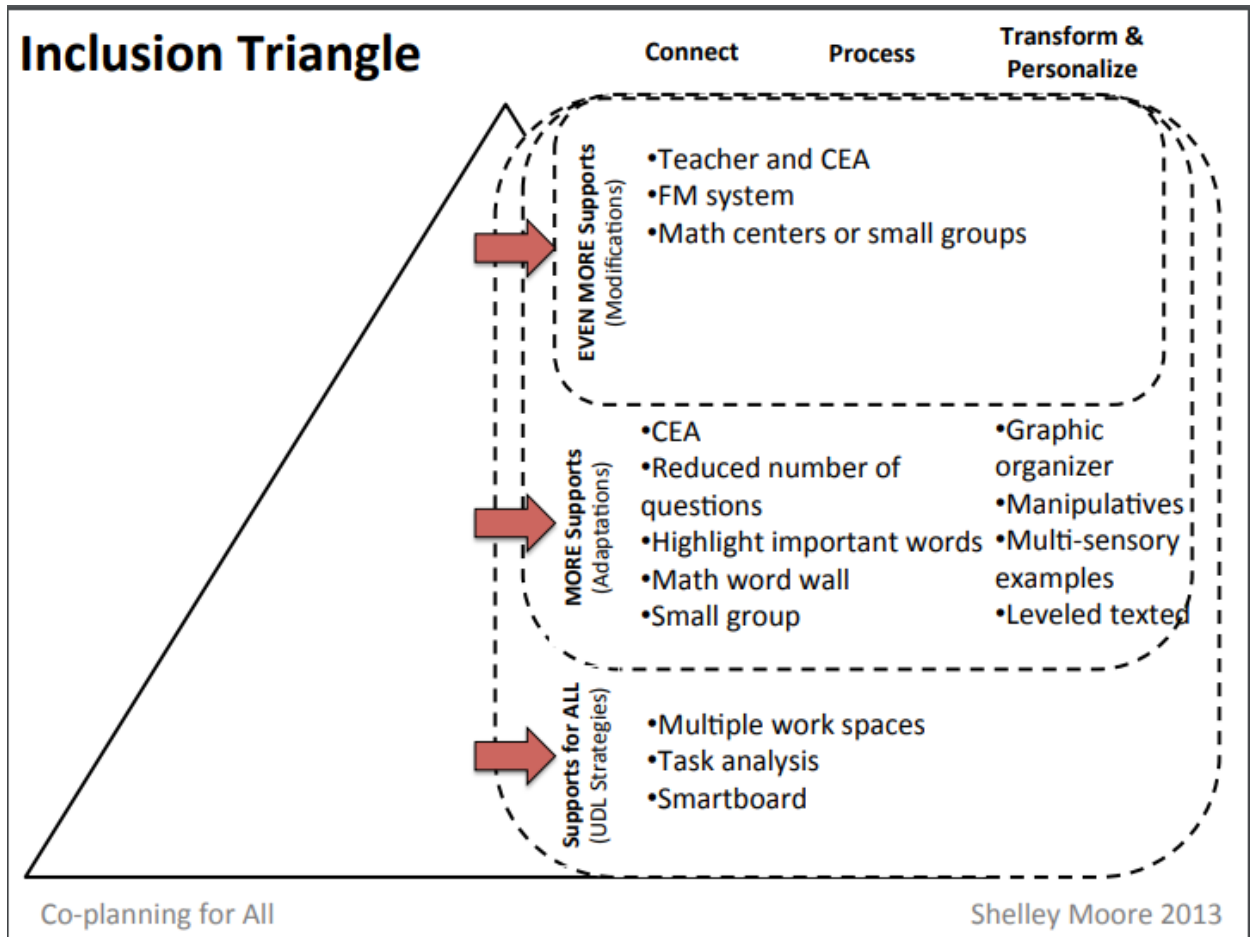 Inclusion Triangle
Connect
Process
Transform &
Personalize
EVEN MORE Supports
(Modifications)
•Teacher and CEA
•FM system
•Math centers or small groups
MORE Supports
(Adaptations)
•CEA
•Reduced number of
questions
•Highlight important words
•Math word wall
•Small group
•Graphic
organizer
•Manipulatives
•Multi-sensory
examples
•Leveled texted
Supports for ALL
(UDL Strategies)
•Multiple work spaces
•Task analysis
•Smartboard
Co-planning for All
Shelley Moore 2013